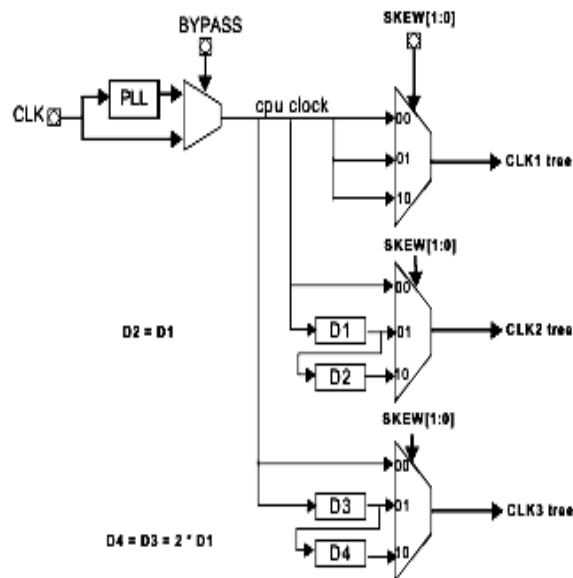 BYPASS
SKEW[1:0]
CLK
PLL
cpu clock
00
01
10
CLK1 tree
SKEW[1:0]
00
D1
01
D2
10
CLK2 tree
D2 = D1
SKEW[1:0]
00
D3
01
D4
10
CLK3 tree
D4 = D3 = 2 * D1